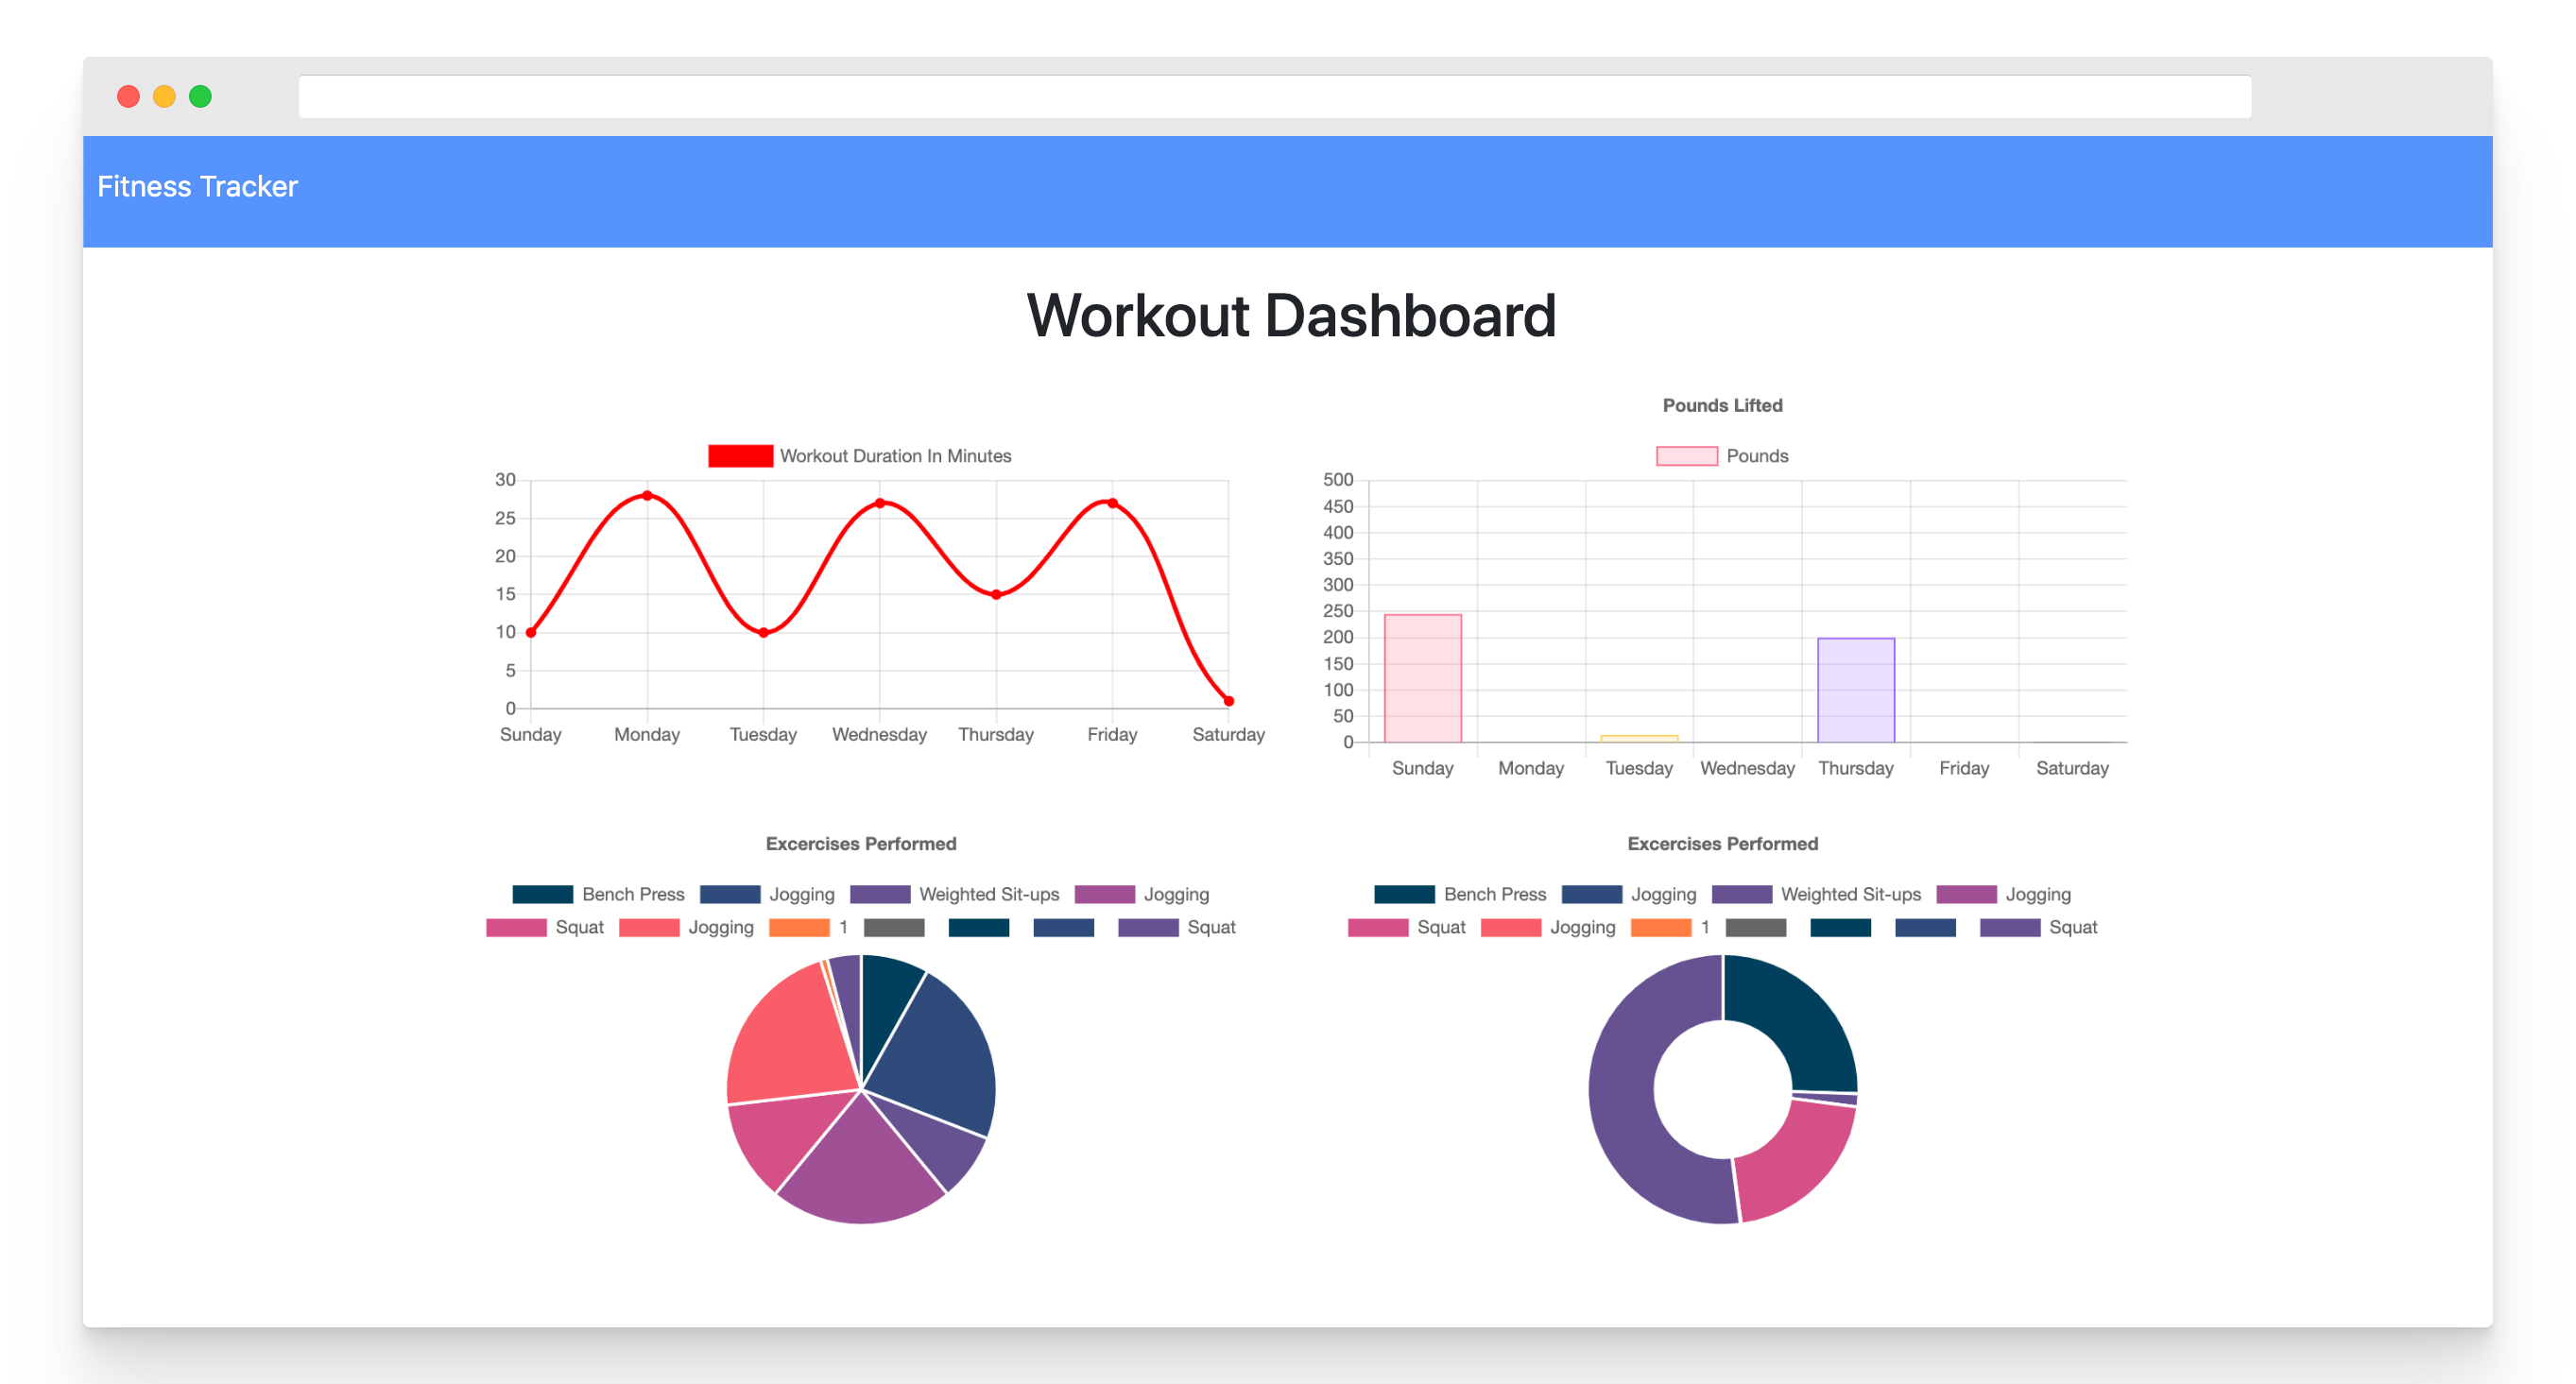 Fitness Tracker
Workout Dashboard
Workout Duration In Minutes
30
25
20
15
10
5
0
Sunday Monday Tuesday Wednesday Thursday Friday Saturday
Pounds Lifted
Pounds
500
450
400
350
300
250
200
150
100
50
0
Sunday Monday Tuesday Wednesday Thursday Friday Saturday
Excercises Performed
Bench Press Jogging Weighted Sit-ups Jogging
Squat Jogging 1 Squat
Excercises Performed
Bench Press Jogging Weighted Sit-ups Jogging
Squat Jogging 1 Squat